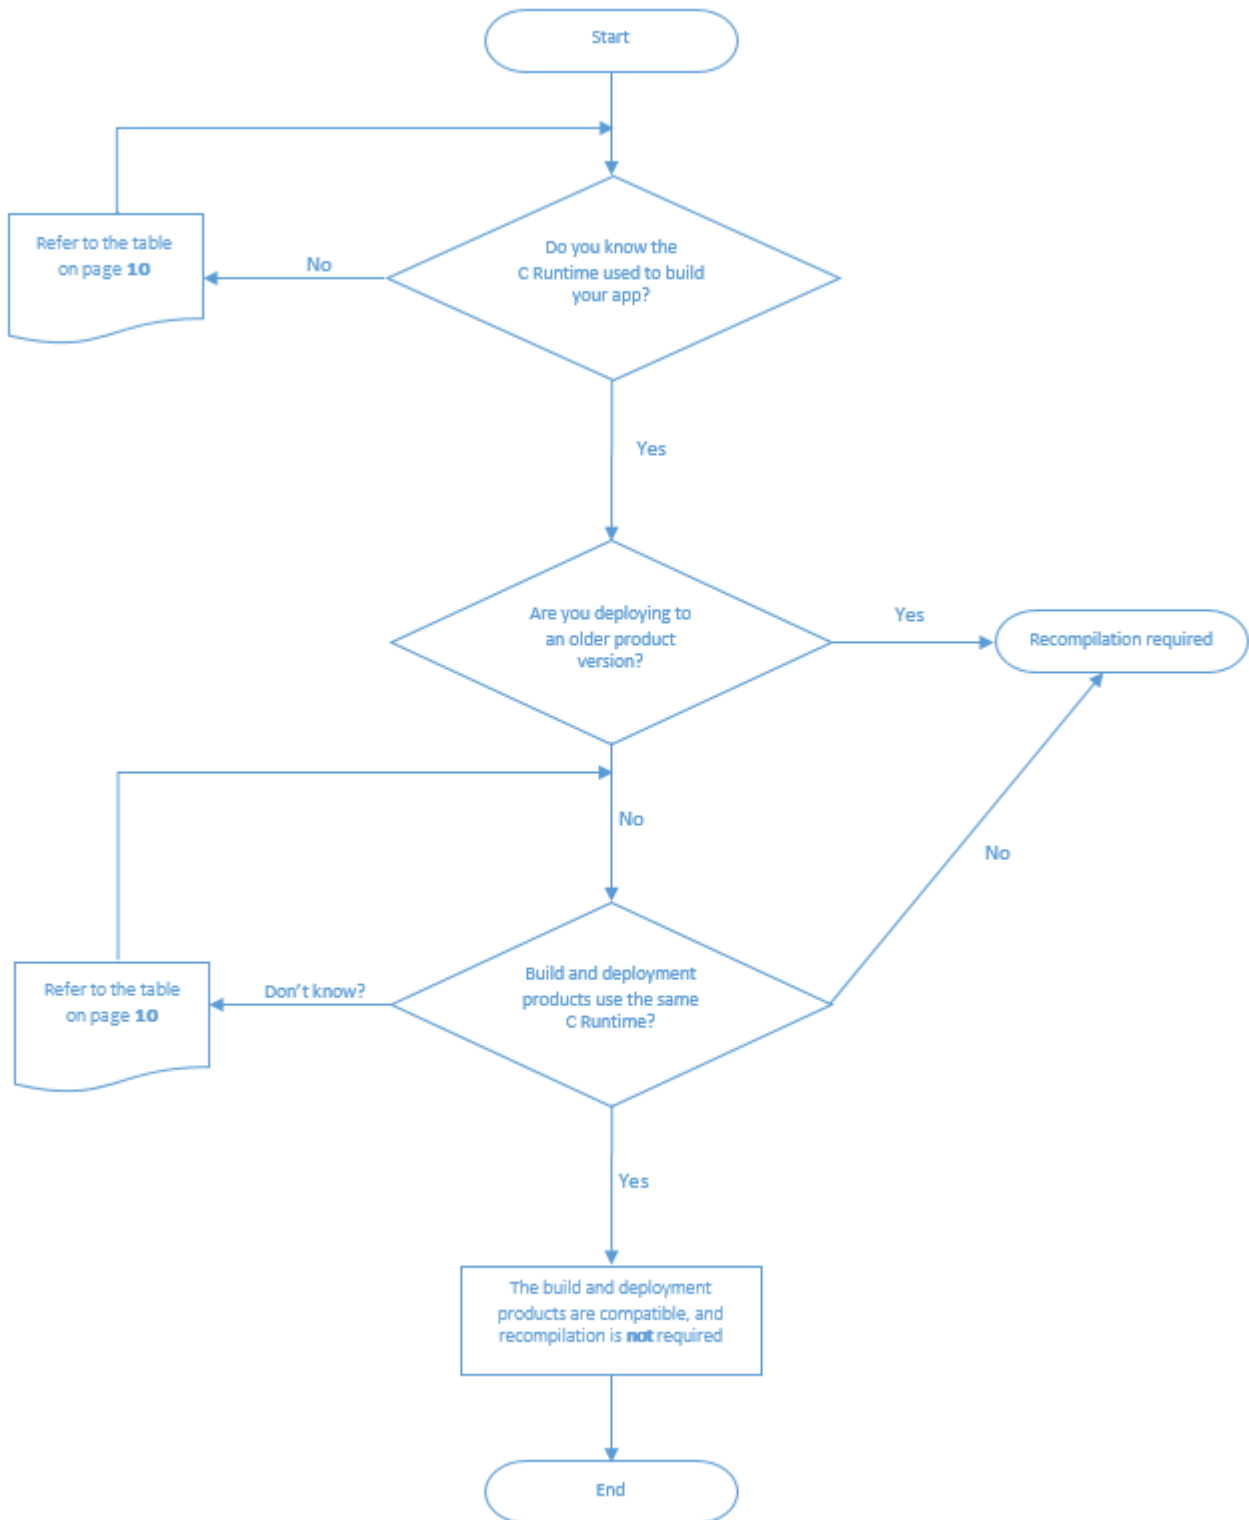 Start
Do you know the
C Runtime used to build
your app?
No
Refer to the table
on page 10
Yes
Are you deploying to
an older product
version?
Yes
Recompilation required
No
No
Build and deployment
products use the same
C Runtime?
Don't know?
Refer to the table
on page 10
Yes
The build and deployment
products are compatible, and
recompilation is not required
End